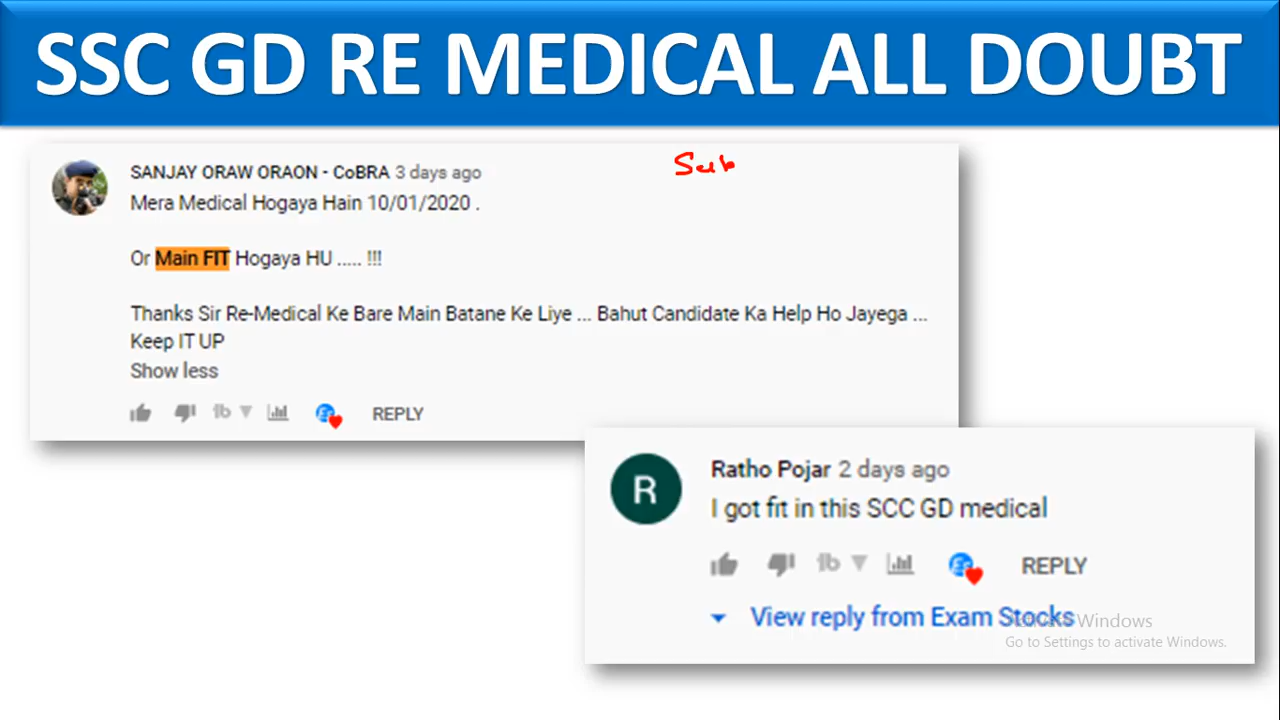 SSC GD RE MEDICAL ALL DOUBT
Sub
SANJAY ORAW ORAON - CoBRA 3 days ago
Mera Medical Hogaya Hain 10/01/2020 .
Or Main FIT Hogaya HU ..... !!!
Thanks Sir Re-Medical Ke Bare Main Batane Ke Liye ... Bahut Candidate Ka Help Ho Jayega ...
Keep IT UP
Show less
REPLY
R
Ratho Pojar 2 days ago
I got fit in this SCC GD medical
REPLY
View reply from Exam Stocks
Activate Windows
Go to Settings to activate Windows.